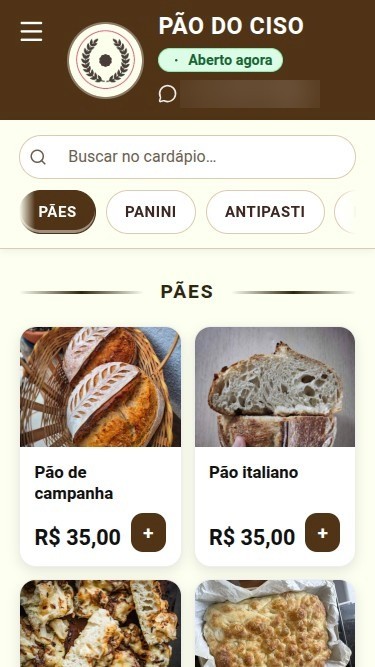 PÃO DO CISO
· Aberto agora
Buscar no cardápio...
PÃES
PANINI
ANTIPASTI
PÃES
Pão de
campanha
R$ 35,00
+
Pão italiano
R$ 35,00
+